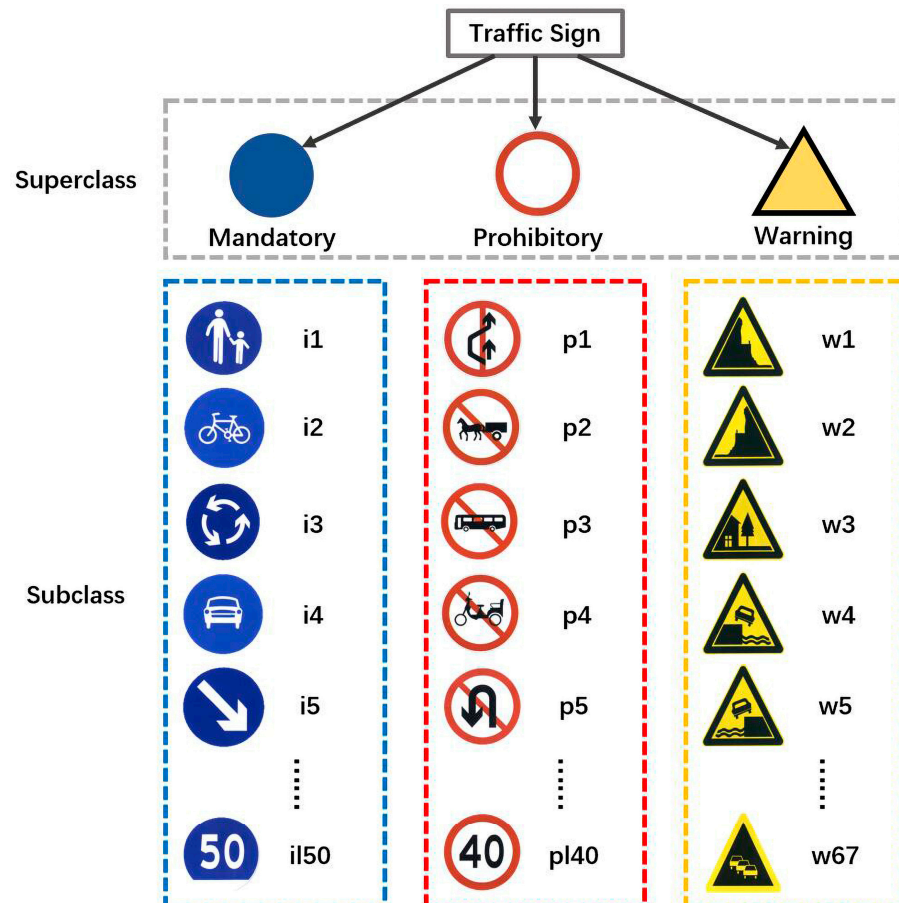 Traffic Sign
Superclass
Mandatory
Prohibitory
Warning
Subclass
i1
p1
w1
i2
p2
w2
i3
p3
w3
i4
p4
w4
i5
p5
w5
50
il50
40
pl40
w67